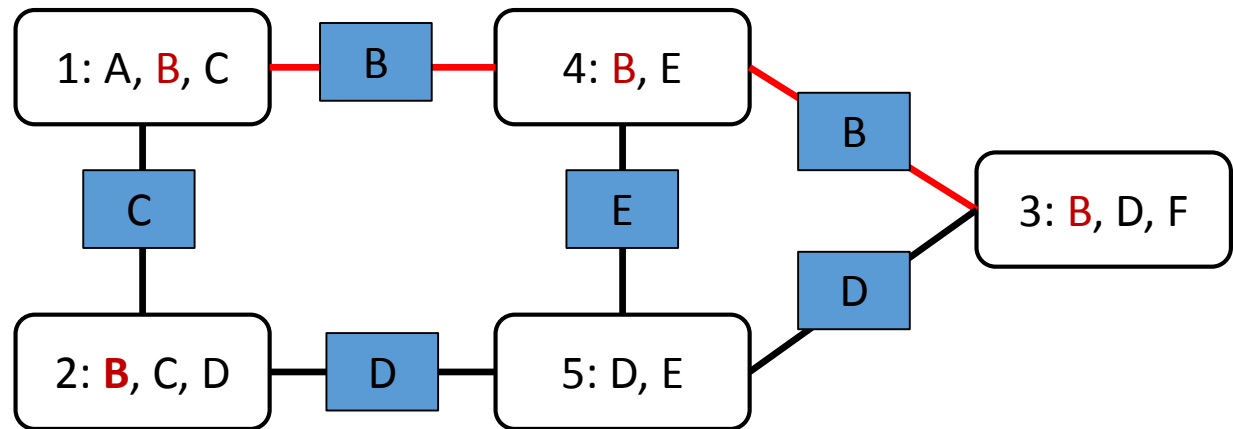 1: A, B, C
B
4: B, E
B
C
E
3: B, D, F
D
2: B, C, D
D
5: D, E